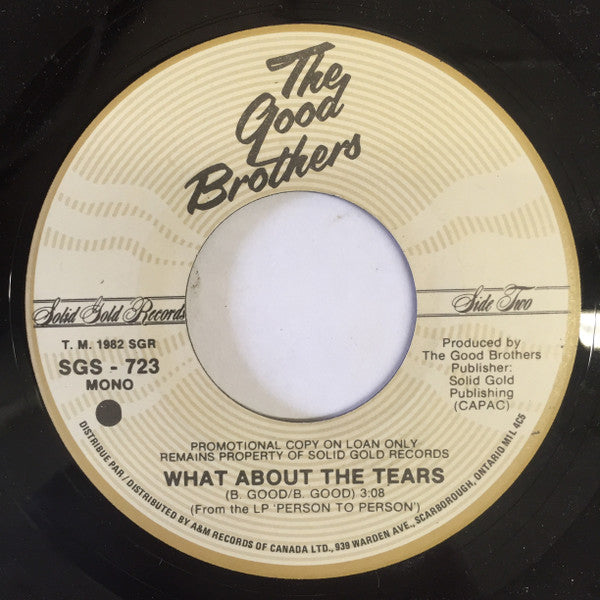 The
Good
Brothers
Solid Gold Records
Side Two
T. M. 1982 SGR
SGS - 723
MONO
Produced by
The Good Brothers
Publisher:
Solid Gold
Publishing
(CAPAC)
PROMOTIONAL COPY ON LOAN ONLY
REMAINS PROPERTY OF SOLID GOLD RECORDS
WHAT ABOUT THE TEARS
(B. GOOD/B. GOOD) 3:08
(From the LP 'PERSON TO PERSON')
DISTRIBUE PAR / DISTRIBUTED BY A&M RECORDS OF CANADA LTD., 939 WARDEN AVE., SCARBOROUGH, ONTARIO M1L 4C5